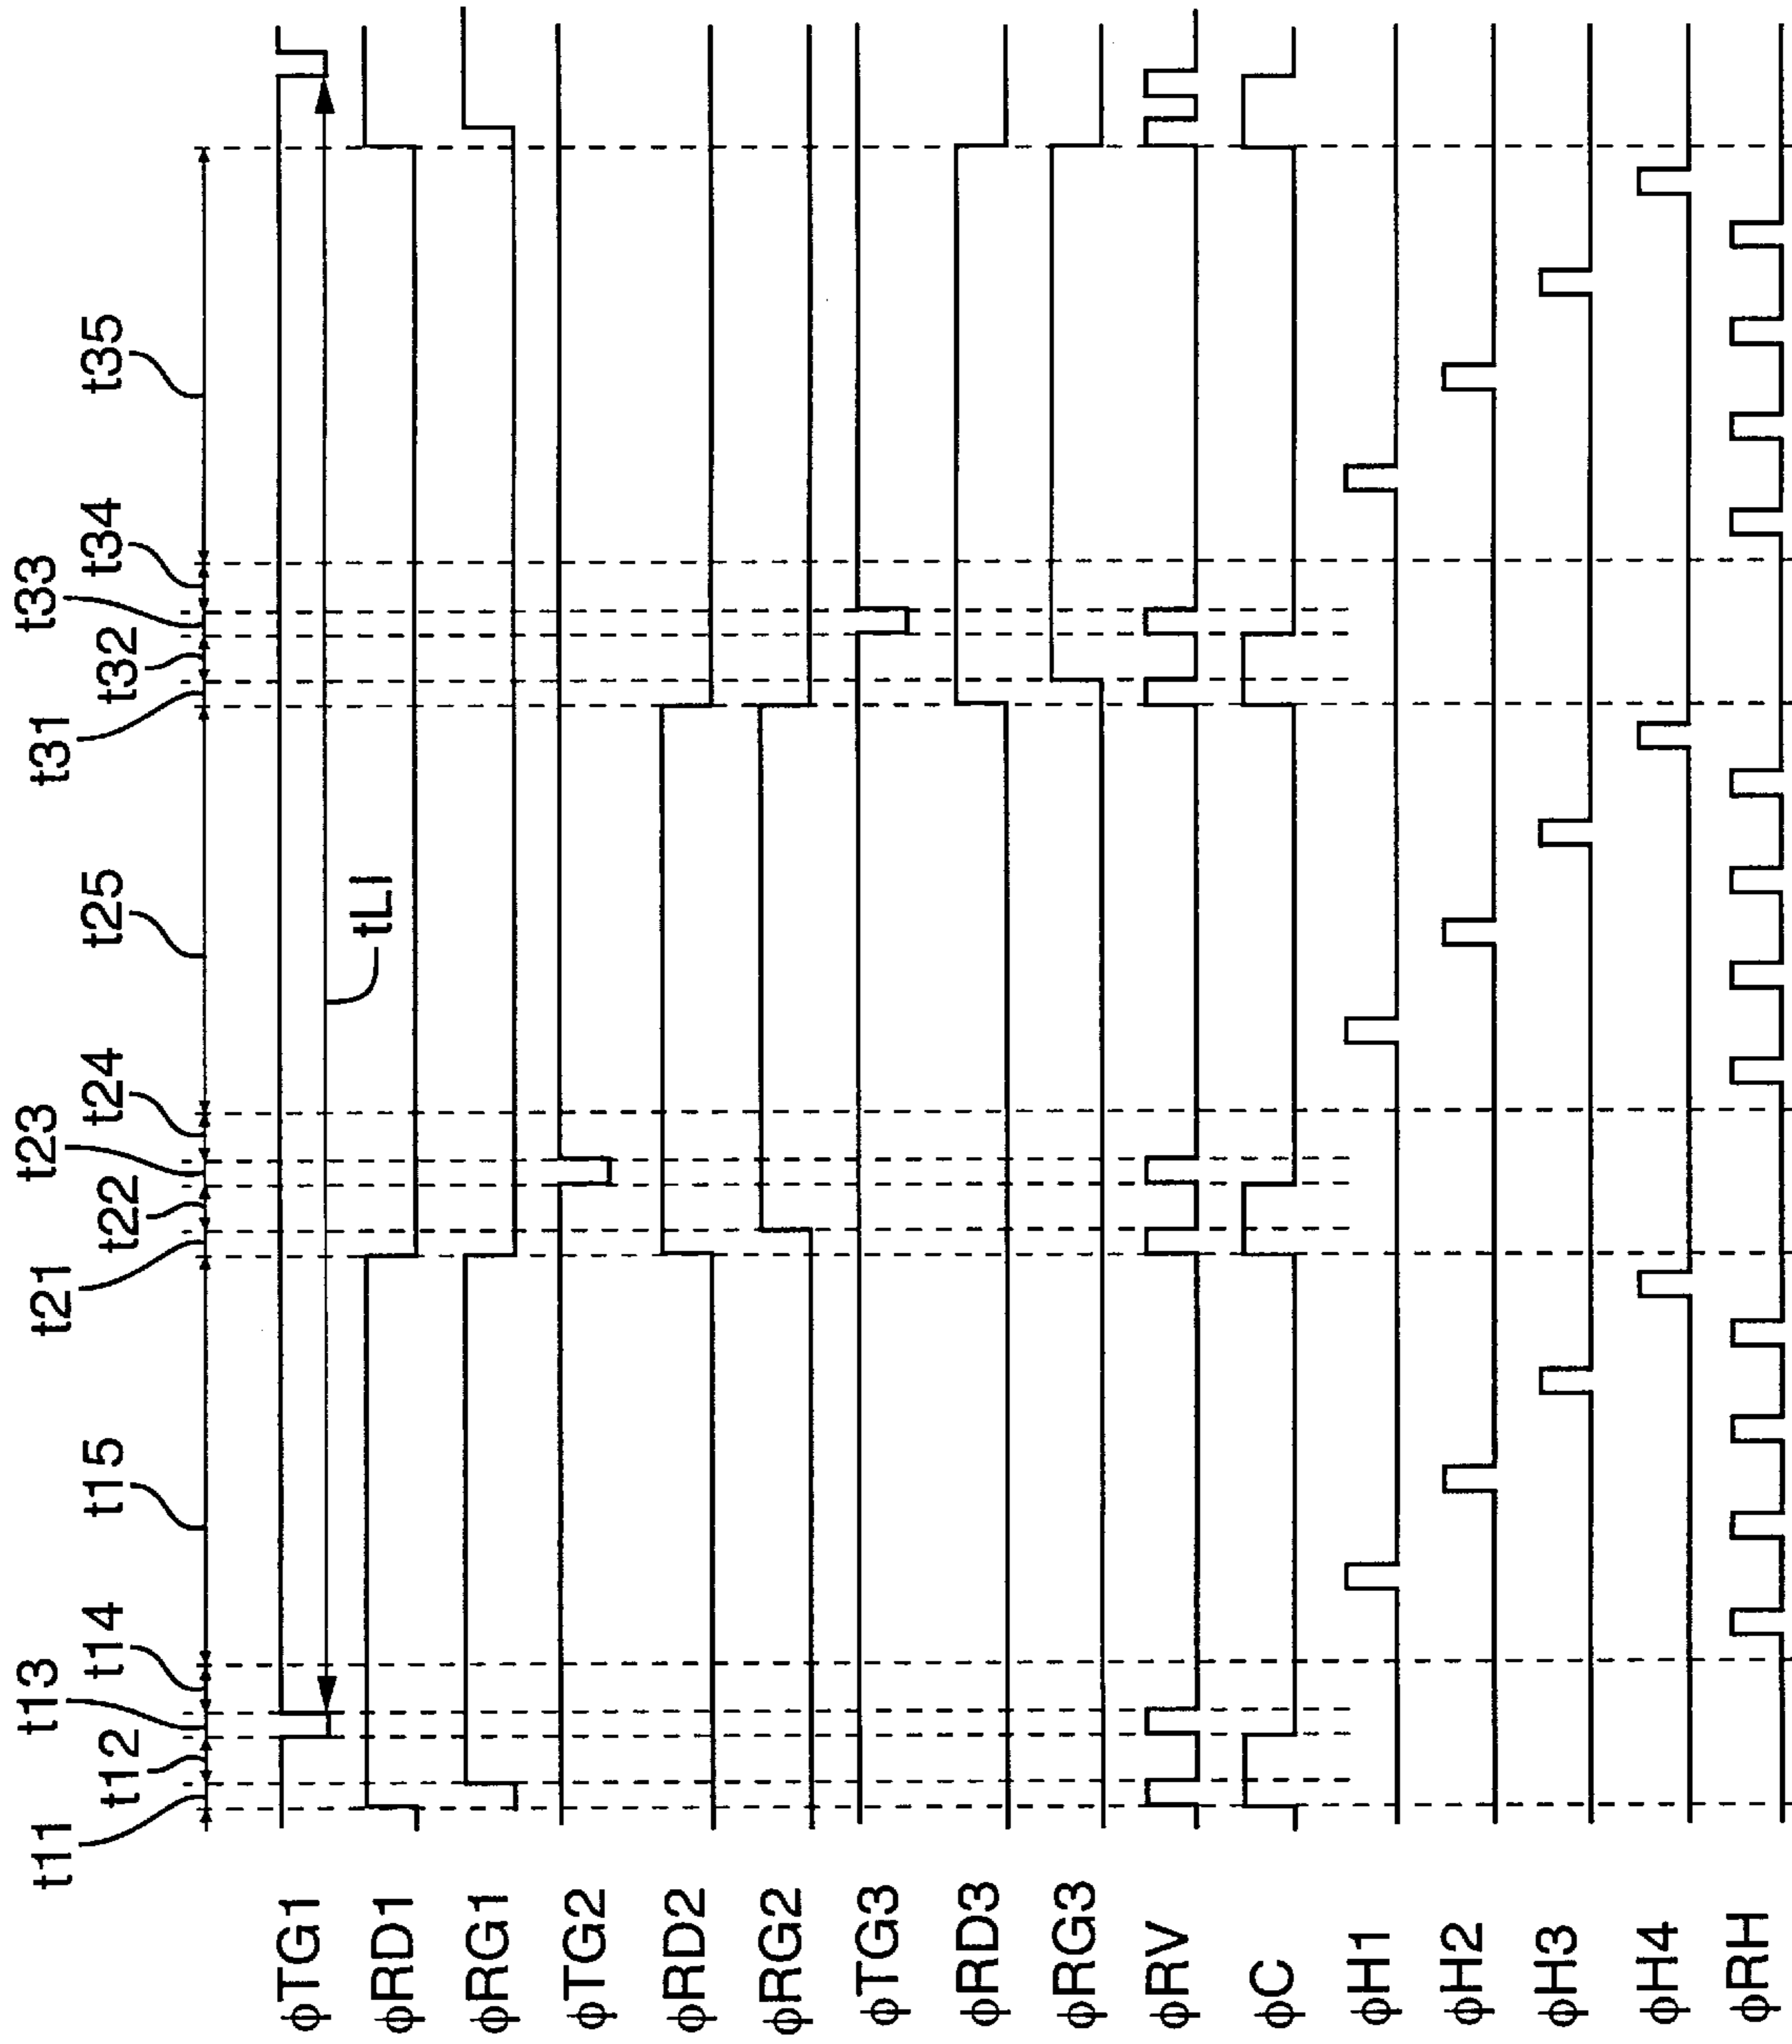 t11
t12
t13
t14
t15
t21
t22
t23
t24
t25
t31
t32
t33
t34
t35
tLI
ϕTG1
ϕRD1
ϕRG1
ϕTG2
ϕRD2
ϕRG2
ϕTG3
ϕRD3
ϕRG3
ϕRV
ϕC
ϕH1
ϕH2
ϕH3
ϕH4
ϕRH